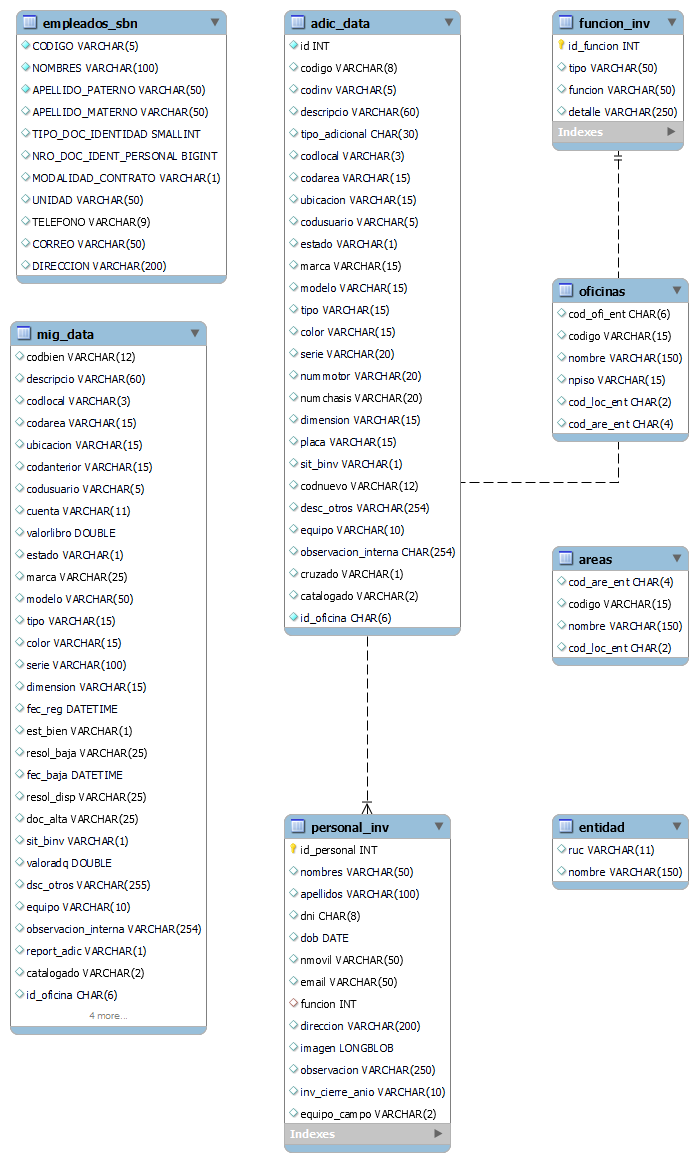 empleados_sbn
CODIGO VARCHAR(5)
NOMBRES VARCHAR(100)
APELLIDO_PATERNO VARCHAR(50)
APELLIDO_MATERNO VARCHAR(50)
TIPO_DOC_IDENTIDAD SMALLINT
NRO_DOC_IDENT_PERSONAL BIGINT
MODALIDAD_CONTRATO VARCHAR(1)
UNIDAD VARCHAR(50)
TELEFONO VARCHAR(9)
CORREO VARCHAR(50)
DIRECCION VARCHAR(200)
mig_data
codbien VARCHAR(12)
descripcio VARCHAR(60)
codlocal VARCHAR(3)
codarea VARCHAR(15)
ubicacion VARCHAR(15)
codanterior VARCHAR(15)
codusuario VARCHAR(5)
cuenta VARCHAR(11)
valorlibro DOUBLE
estado VARCHAR(1)
marca VARCHAR(25)
modelo VARCHAR(50)
tipo VARCHAR(15)
color VARCHAR(15)
serie VARCHAR(100)
dimension VARCHAR(15)
fec_reg DATETIME
est_bien VARCHAR(1)
resol_baja VARCHAR(25)
fec_baja DATETIME
resol_disp VARCHAR(25)
doc_alta VARCHAR(25)
sit_binv VARCHAR(1)
valoradq DOUBLE
dsc_otros VARCHAR(255)
equipo VARCHAR(10)
observacion_interna VARCHAR(254)
report_adic VARCHAR(1)
catalogado VARCHAR(2)
id_oficina CHAR(6)
4 more...
adic_data
id INT
codigo VARCHAR(8)
codinv VARCHAR(5)
descripcio VARCHAR(60)
tipo_adicional CHAR(30)
codlocal VARCHAR(3)
codarea VARCHAR(15)
ubicacion VARCHAR(15)
codusuario VARCHAR(5)
estado VARCHAR(1)
marca VARCHAR(15)
modelo VARCHAR(15)
tipo VARCHAR(15)
color VARCHAR(15)
serie VARCHAR(20)
nummotor VARCHAR(20)
numchasis VARCHAR(20)
dimension VARCHAR(15)
placa VARCHAR(15)
sit_binv VARCHAR(1)
codnuevo VARCHAR(12)
desc_otros VARCHAR(254)
equipo VARCHAR(10)
observacion_interna CHAR(254)
cruzado VARCHAR(1)
catalogado VARCHAR(2)
id_oficina CHAR(6)
personal_inv
id_personal INT
nombres VARCHAR(50)
apellidos VARCHAR(100)
dni CHAR(8)
dob DATE
nmovil VARCHAR(50)
email VARCHAR(50)
funcion INT
direccion VARCHAR(200)
imagen LONGBLOB
observacion VARCHAR(250)
inv_cierre_anio VARCHAR(10)
equipo_campo VARCHAR(2)
Indexes
funcion_inv
id_funcion INT
tipo VARCHAR(50)
funcion VARCHAR(50)
detalle VARCHAR(250)
Indexes
oficinas
cod_ofi_ent CHAR(6)
codigo VARCHAR(15)
nombre VARCHAR(150)
npiso VARCHAR(15)
cod_loc_ent CHAR(2)
cod_are_ent CHAR(4)
areas
cod_are_ent CHAR(4)
codigo VARCHAR(15)
nombre VARCHAR(150)
cod_loc_ent CHAR(2)
entidad
ruc VARCHAR(11)
nombre VARCHAR(150)